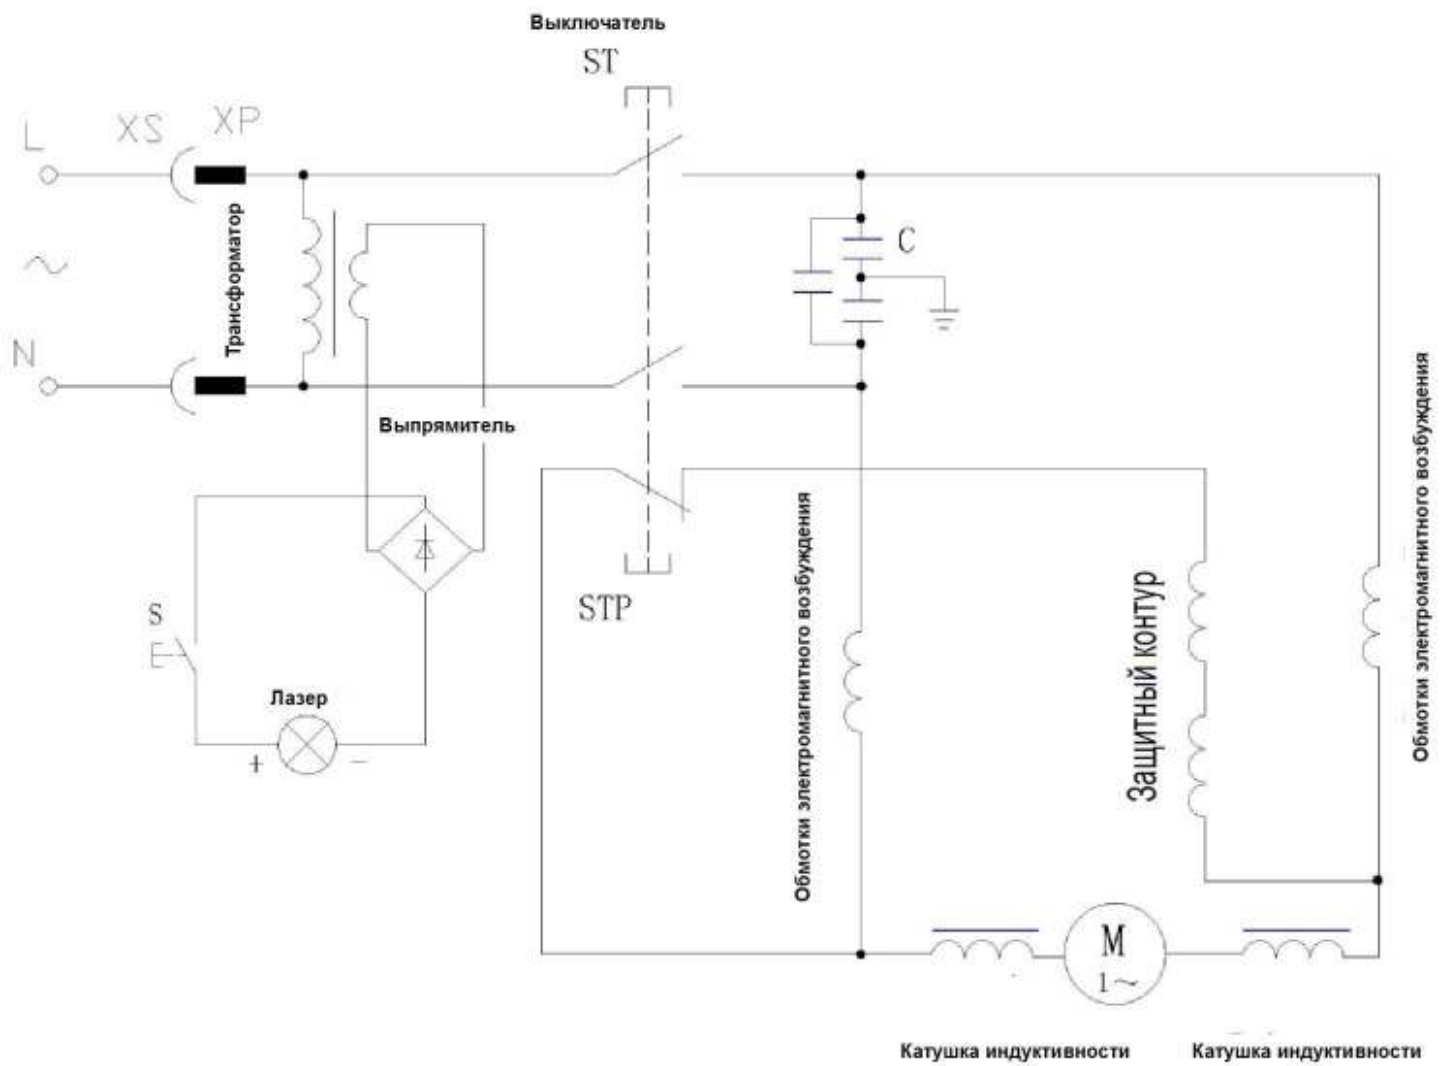 Выключатель
ST
L
XS
XP
Трансформатор
C
N
Выпрямитель
STP
S
Лазер
+
−
Обмотки электромагнитного возбуждения
Защитный контур
Обмотки электромагнитного возбуждения
M
1~
Катушка индуктивности
Катушка индуктивности